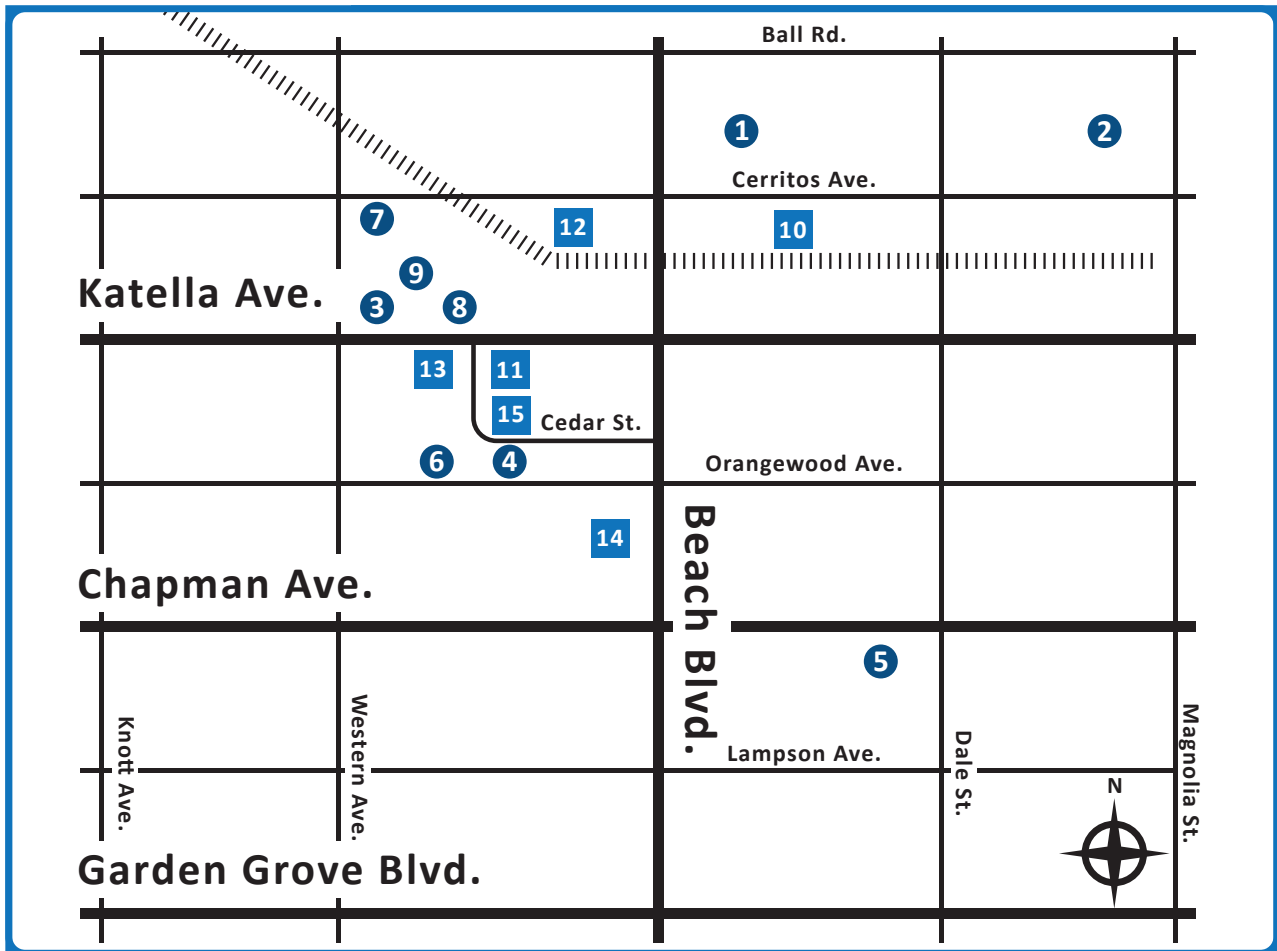 Ball Rd.
1
2
Cerritos Ave.
7
12
10
9
Katella Ave.
3
8
13
11
15
Cedar St.
6
4
Orangewood Ave.
14
Beach Blvd.
Chapman Ave.
5
Knott Ave.
Western Ave.
Lampson Ave.
Dale St.
Magnolia St.
N
Garden Grove Blvd.